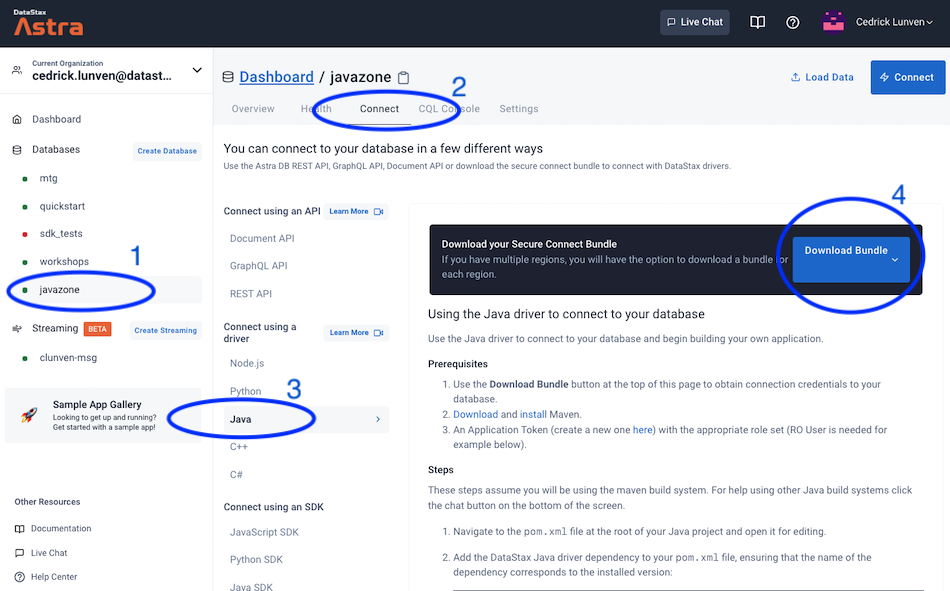 DataStax
Astra
Live Chat
Cedrick Lunven
Current Organization
cedrick.lunven@datast...
Dashboard
Databases
Create Database
mtg
quickstart
sdk_tests
workshops
1
javazone
Streaming
BETA
Create Streaming
clunven-msg
Sample App Gallery
Looking to get up and running?
Get started with a sample app!
Other Resources
Documentation
Live Chat
Help Center
Dashboard / javazone
2
Load Data
Connect
Overview
Health
Connect
CQL Console
Settings
You can connect to your database in a few different ways
Use the Astra DB REST API, GraphQL API, Document API or download the secure connect bundle to connect with DataStax drivers.
Connect using an API
Learn More
Document API
GraphQL API
REST API
Connect using a
driver
Learn More
Node.js
Python
3
Java
C++
C#
Connect using an SDK
JavaScript SDK
Python SDK
Java SDK
4
Download your Secure Connect Bundle
If you have multiple regions, you will have the option to download a bundle for
each region.
Download Bundle
Using the Java driver to connect to your database
Use the Java driver to connect to your database and begin building your own application.
Prerequisites
1. Use the Download Bundle button at the top of this page to obtain connection credentials to your
database.
2. Download and install Maven.
3. An Application Token (create a new one here) with the appropriate role set (RO User is needed for
example below).
Steps
These steps assume you will be using the maven build system. For help using other Java build systems click
the chat button on the bottom of the screen.
1. Navigate to the pom.xml file at the root of your Java project and open it for editing.
2. Add the DataStax Java driver dependency to your pom.xml file, ensuring that the name of the
dependency corresponds to the installed version: